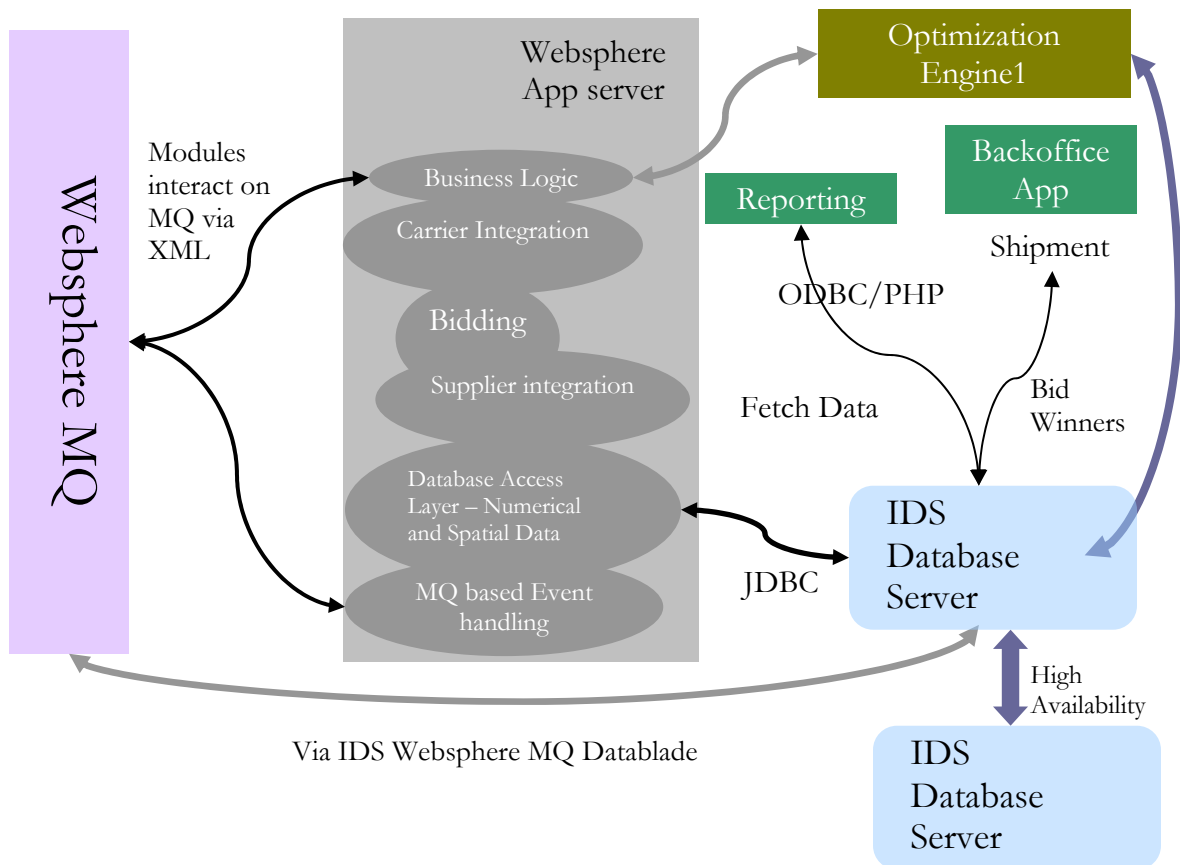 Websphere MQ
Modules
interact on
MQ via
XML
Websphere
App server
Business Logic
Carrier Integration
Bidding
Supplier integration
Database Access
Layer – Numerical
and Spatial Data
MQ based Event
handling
Optimization
Engine1
Backoffice
App
Reporting
Shipment
ODBC/PHP
Fetch Data
Bid
Winners
JDBC
IDS
Database
Server
High
Availability
Via IDS Websphere MQ Datablade
IDS
Database
Server